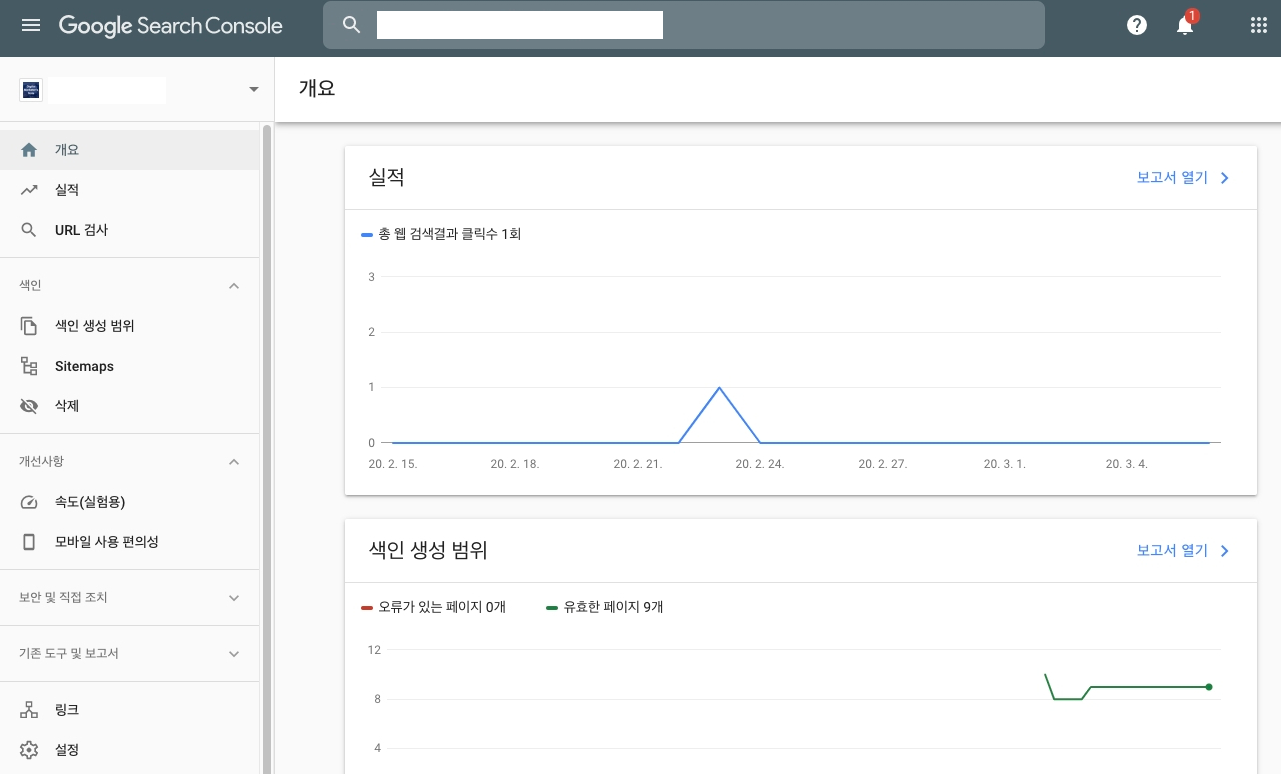 Google Search Console
1
개요
개요
실적
URL 검사
색인
색인 생성 범위
Sitemaps
삭제
개선사항
속도(실험용)
모바일 사용 편의성
보안 및 직접 조치
기존 도구 및 보고서
링크
설정
실적
보고서 열기
총 웹 검색결과 클릭수 1회
3
2
1
0
20. 2. 15. 20. 2. 18. 20. 2. 21. 20. 2. 24. 20. 2. 27. 20. 3. 1. 20. 3. 4.
색인 생성 범위
보고서 열기
오류가 있는 페이지 0개 유효한 페이지 9개
12
8
4